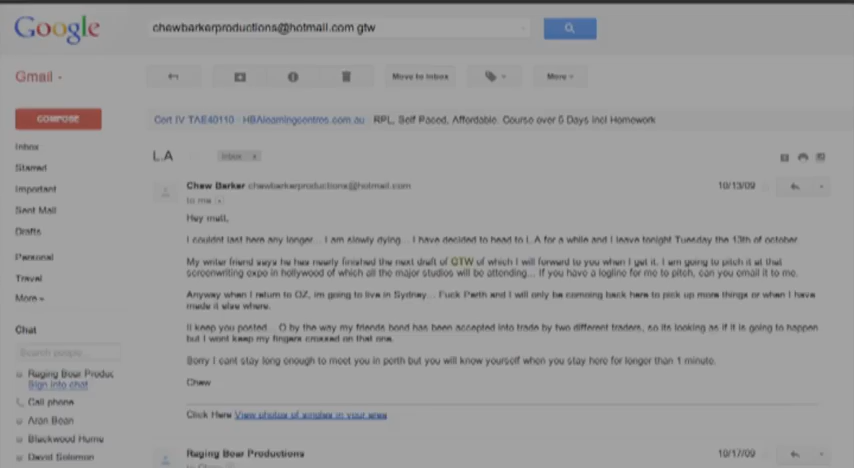 Google
chawbarkerproductions@hotmail.com gtw
Gmail
Move to Inbox
More
COMPOSE
Cert IV TAE40110 - HBAlearningcentres.com.au - RPL, Self Paced, Affordable. Course over 5 Days incl Homework
Inbox
L.A
Inbox x
Starred
Important
Chaw Barker chawbarkerproductions@hotmail.com
10/13/09
to me
Sent Mail
Hey matt,
Drafts
I couldnt last here any longer... I am slowly dying... I have decided to head to L.A for a while and I leave tonight Tuesday the 13th of october.
Personal
My writer friend says he has nearly finished the next draft of GTW of which I will forward to you when I get it. I am going to pitch it at that
screenwriting expo in hollywood of which all the major studios will be attending... If you have a logline for me to pitch, can you email it to me.
Travel
More
Anyway when I return to OZ, im going to live in Sydney... Fuck Perth and I will only be comming back here to pick up more things or when I have
made it else where.
Chat
Il keep you posted... O by the way my friends bond has been accepted into trade by two different traders, so its looking as if it is going to happen
but I wont keep my fingers crossed on that one.
Search people...
Sorry I cant stay long enough to meet you in perth but you will know yourself when you stay here for longer than 1 minute.
Raging Boar Produc
Sign into chat
Chaw
Call phone
Aran Bean
Click Here View photos of singles in your area
Blackwood Hume
David Solomon
Raging Boar Productions
10/17/09
to Chaw